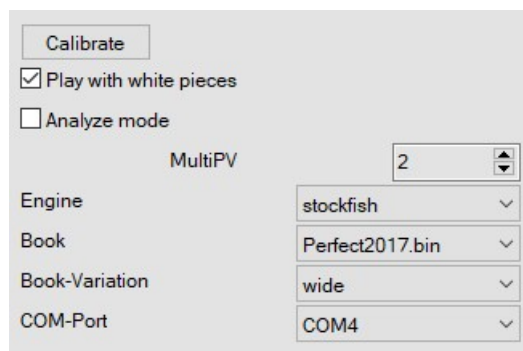 Calibrate
Play with white pieces
Analyze mode
MultiPV 2
Engine stockfish
Book Perfect2017.bin
Book-Variation wide
COM-Port COM4